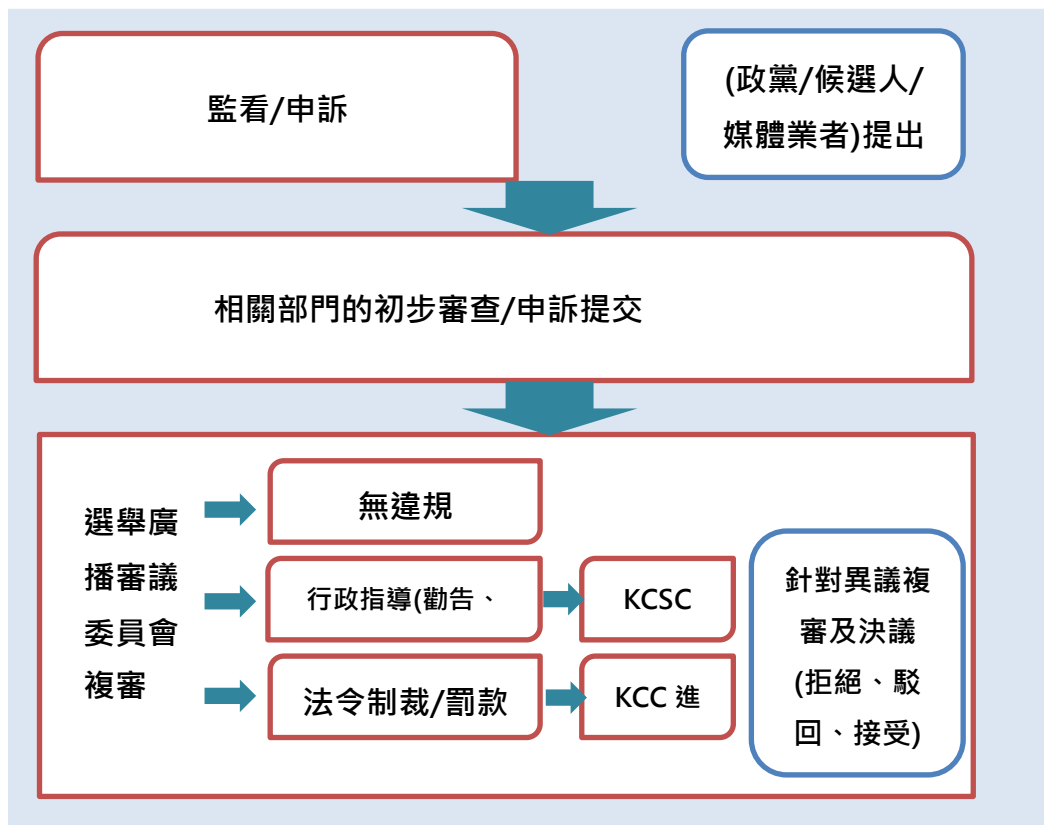 監看/申訴
(政黨/候選人/
媒體業者)提出
相關部門的初步審查/申訴提交
選舉廣
播審議
委員會
複審
無違規
行政指導(勸告、
KCSC
法令制裁/罰款
KCC 進
針對異議複
審及決議
(拒絕、駁
回、接受)